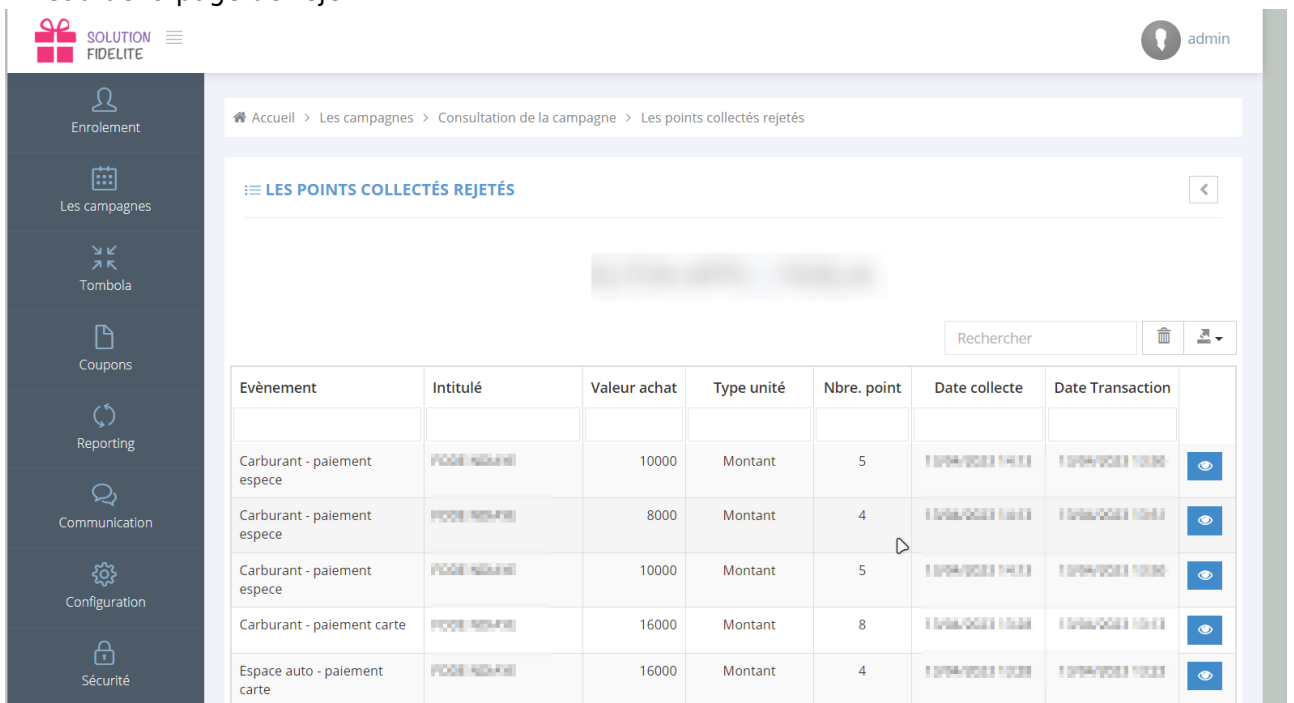 SOLUTION
FIDELITE
admin
Enrolement
Les campagnes
Tombola
Coupons
Reporting
Communication
Configuration
Sécurité
Accueil > Les campagnes > Consultation de la campagne > Les points collectés rejetés
LES POINTS COLLECTÉS REJETÉS
Rechercher
Evènement Intitulé Valeur achat Type unité Nbre. point Date collecte Date Transaction
Carburant - paiement 10000 Montant 5
espece
Carburant - paiement 8000 Montant 4
espece
Carburant - paiement 10000 Montant 5
espece
Carburant - paiement carte 16000 Montant 8
Espace auto - paiement 16000 Montant 4
carte